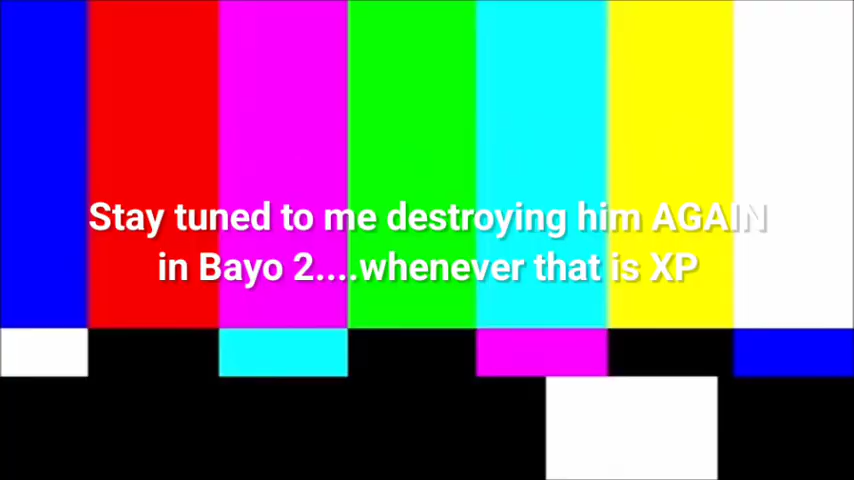 Stay tuned to me destroying him AGAIN
in Bayo 2....whenever that is XP